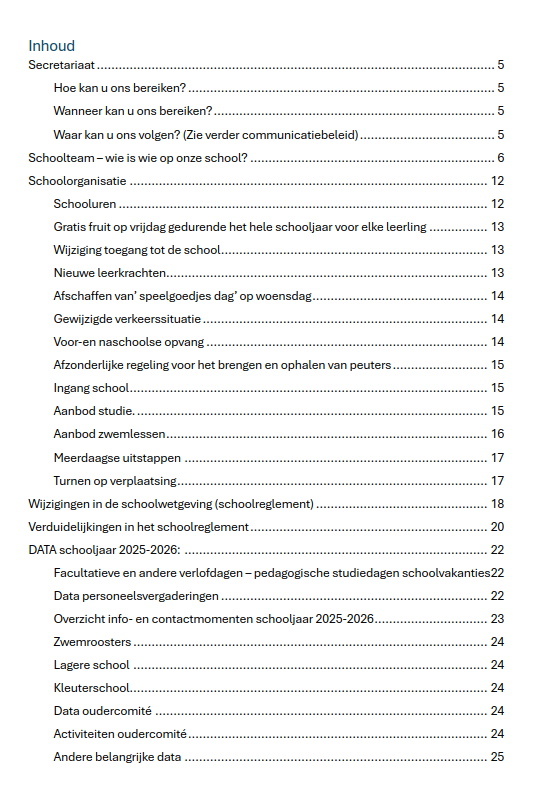 Inhoud
Secretariaat ........ 5
Hoe kan u ons bereiken? ........ 5
Wanneer kan u ons bereiken? ........ 5
Waar kan u ons volgen? (Zie verder communicatiebeleid) ........ 5
Schoolteam – wie is wie op onze school? ........ 6
Schoolorganisatie ........ 12
Schooluren ........ 12
Gratis fruit op vrijdag gedurende het hele schooljaar voor elke leerling ........ 13
Wijziging toegang tot de school ........ 13
Nieuwe leerkrachten ........ 13
Afschaffen van’ speelgoedjes dag’ op woensdag ........ 14
Gewijzigde verkeerssituatie ........ 14
Voor-en naschoolse opvang ........ 14
Afzonderlijke regeling voor het brengen en ophalen van peuters ........ 15
Ingang school ........ 15
Aanbod studie. ........ 15
Aanbod zwemlessen ........ 16
Meerdaagse uitstappen ........ 17
Turnen op verplaatsing ........ 17
Wijzigingen in de schoolwetgeving (schoolreglement) ........ 18
Verduidelijkingen in het schoolreglement ........ 20
DATA schooljaar 2025-2026: ........ 22
Facultatieve en andere verlofdagen – pedagogische studiedagen schoolvakanties22
Data personeelsvergaderingen ........ 22
Overzicht info- en contactmomenten schooljaar 2025-2026 ........ 23
Zwemroosters ........ 24
Lagere school ........ 24
Kleuterschool ........ 24
Data oudercomité ........ 24
Activiteiten oudercomité ........ 24
Andere belangrijke data ........ 25